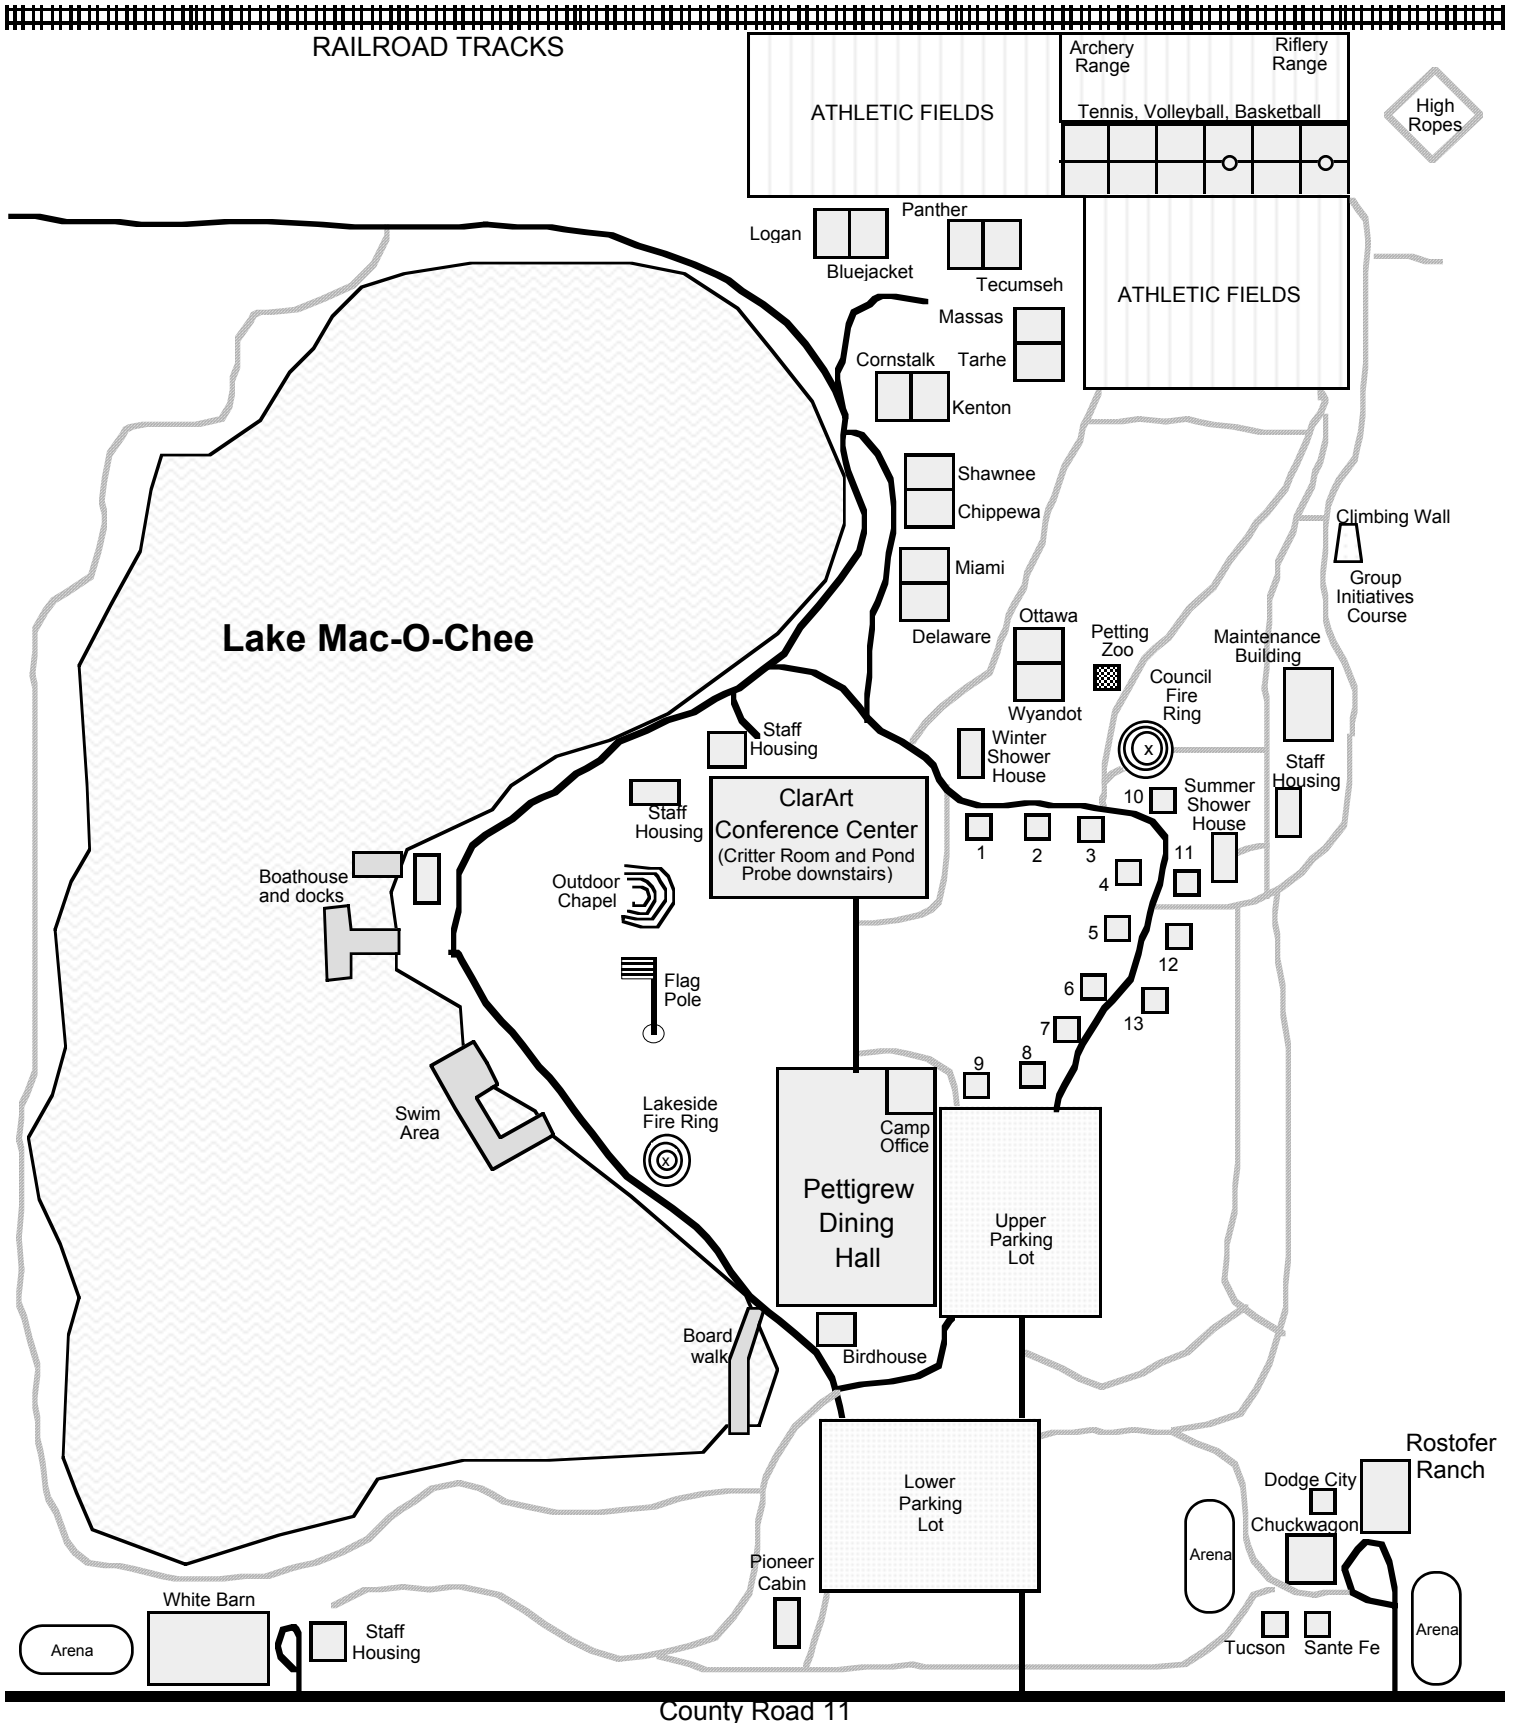 RAILROAD TRACKS
Archery
Range
Riflery
Range
ATHLETIC FIELDS
Tennis, Volleyball, Basketball
High
Ropes
Logan
Panther
Bluejacket
Tecumseh
ATHLETIC FIELDS
Massas
Cornstalk
Tarhe
Kenton
Shawnee
Chippewa
Climbing Wall
Miami
Group
Initiatives
Course
Lake Mac-O-Chee
Delaware
Ottawa
Petting
Zoo
Maintenance
Building
Council
Fire
Ring
x
Wyandot
Staff
Housing
Winter
Shower
House
Staff
Housing
Summer
Shower
House
10
Staff
Housing
ClarArt
Conference Center
(Critter Room and Pond
Probe downstairs)
1
2
3
11
4
Boathouse
and docks
Outdoor
Chapel
5
12
Flag
Pole
6
13
7
8
9
Swim
Area
Lakeside
Fire Ring
x
Camp
Office
Pettigrew
Dining
Hall
Upper
Parking
Lot
Board
walk
Birdhouse
Rostofer
Ranch
Lower
Parking
Lot
Dodge City
Chuckwagon
Arena
Pioneer
Cabin
White Barn
Arena
Staff
Housing
Tucson
Sante Fe
Arena
County Road 11